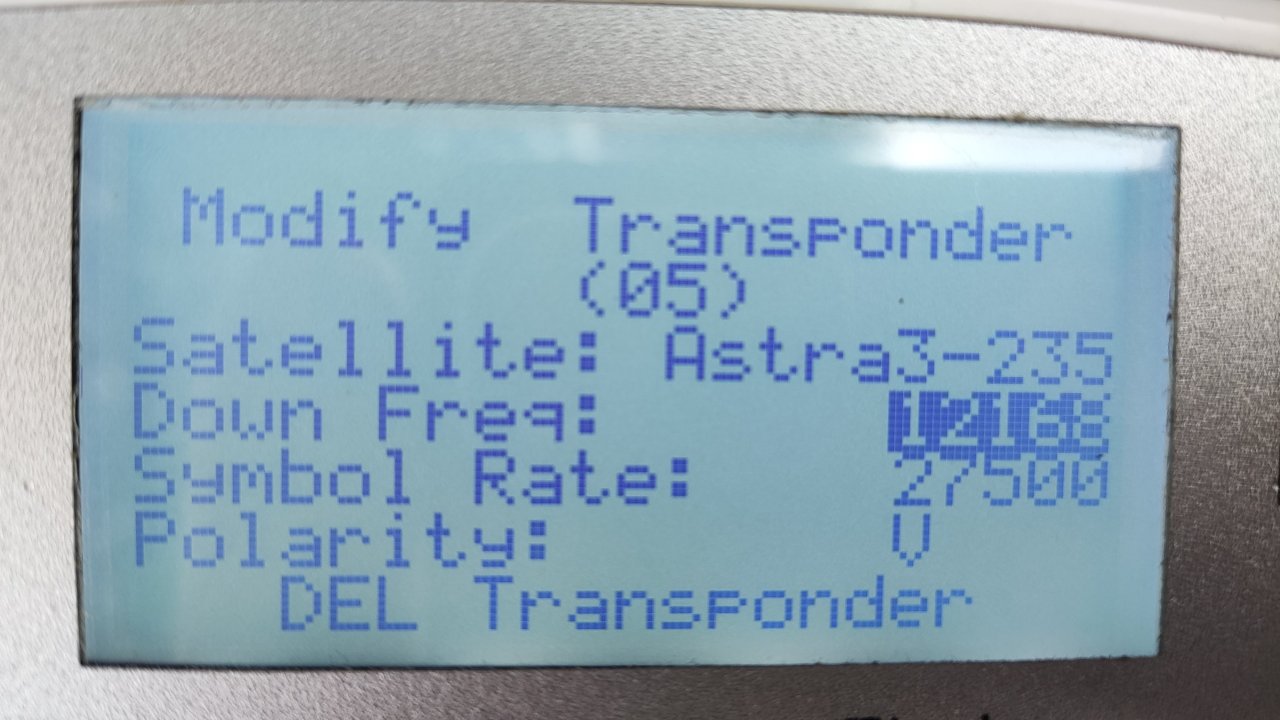 Modify Transponder
(05)
Satellite: Astra3-235
Down Freq:
Symbol Rate: 27500
Polarity: V
DEL Transponder